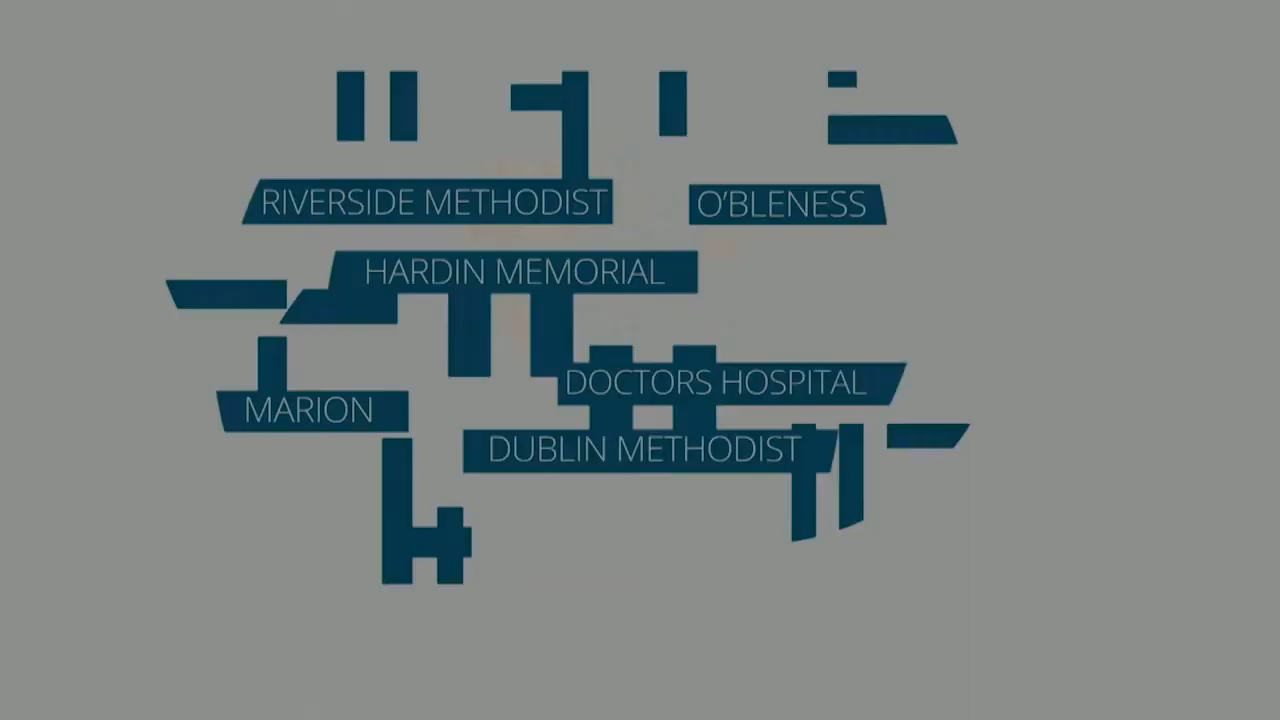 RIVERSIDE METHODIST
O'BLENESS
HARDIN MEMORIAL
DOCTORS HOSPITAL
MARION
DUBLIN METHODIST